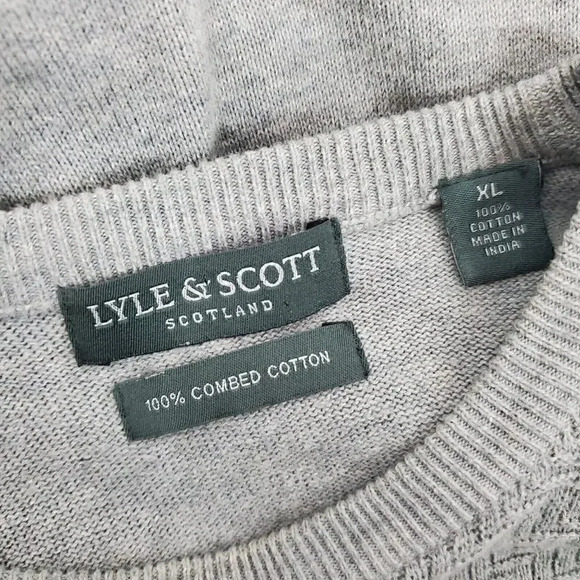 LYLE & SCOTT
SCOTLAND
100% COMBED COTTON
XL
100%
COTTON
MADE IN
INDIA